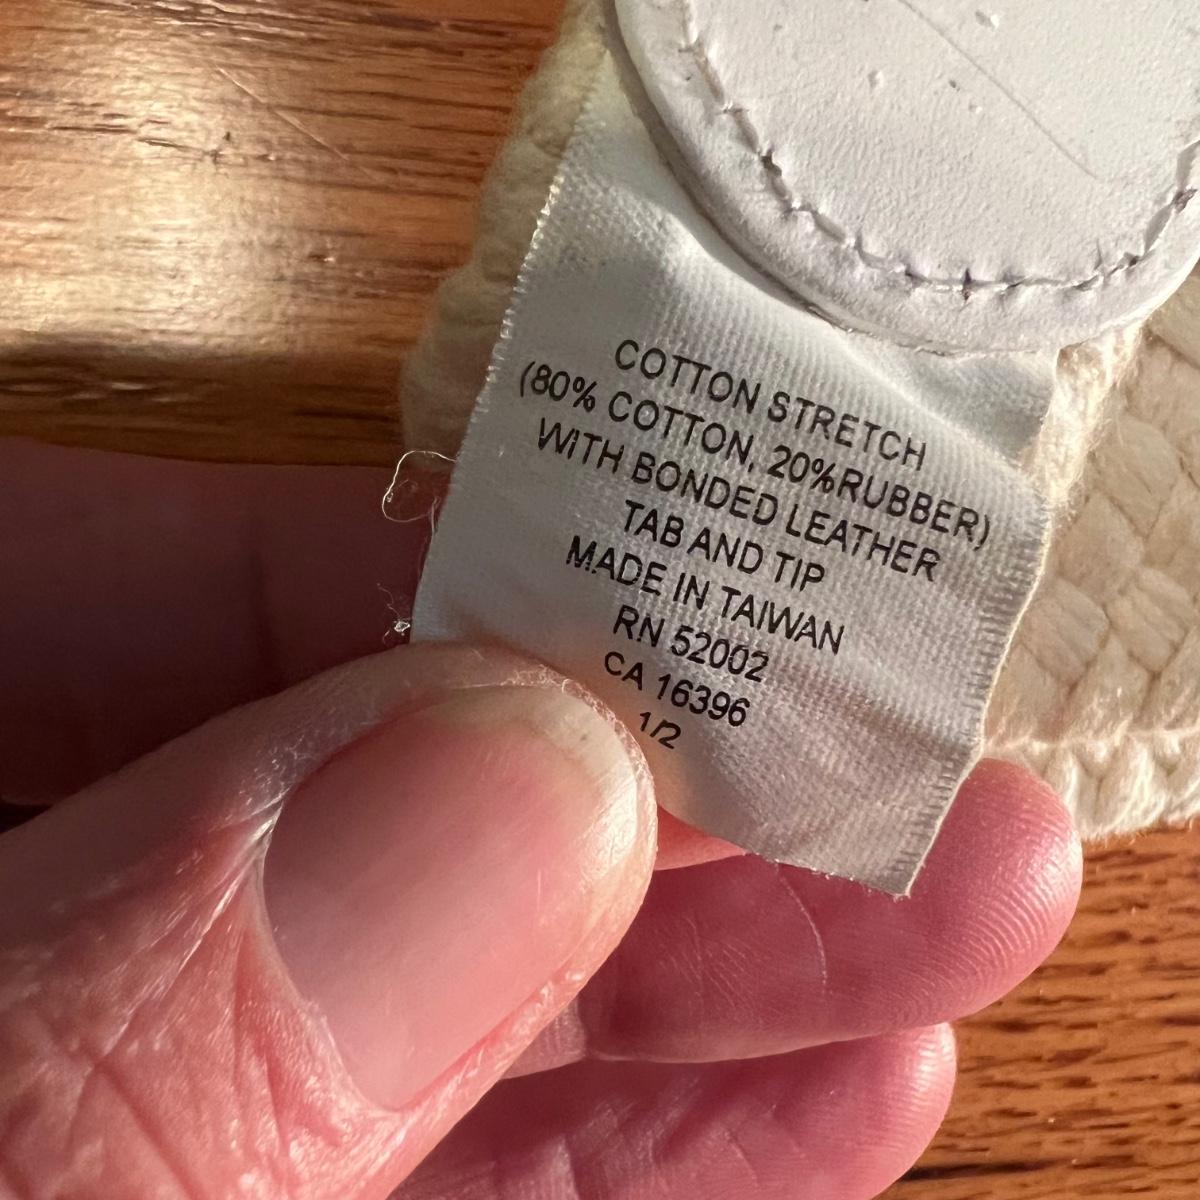 COTTON STRETCH
(80% COTTON, 20%RUBBER)
WITH BONDED LEATHER
TAB AND TIP
MADE IN TAIWAN
RN 52002
CA 16396
1/2